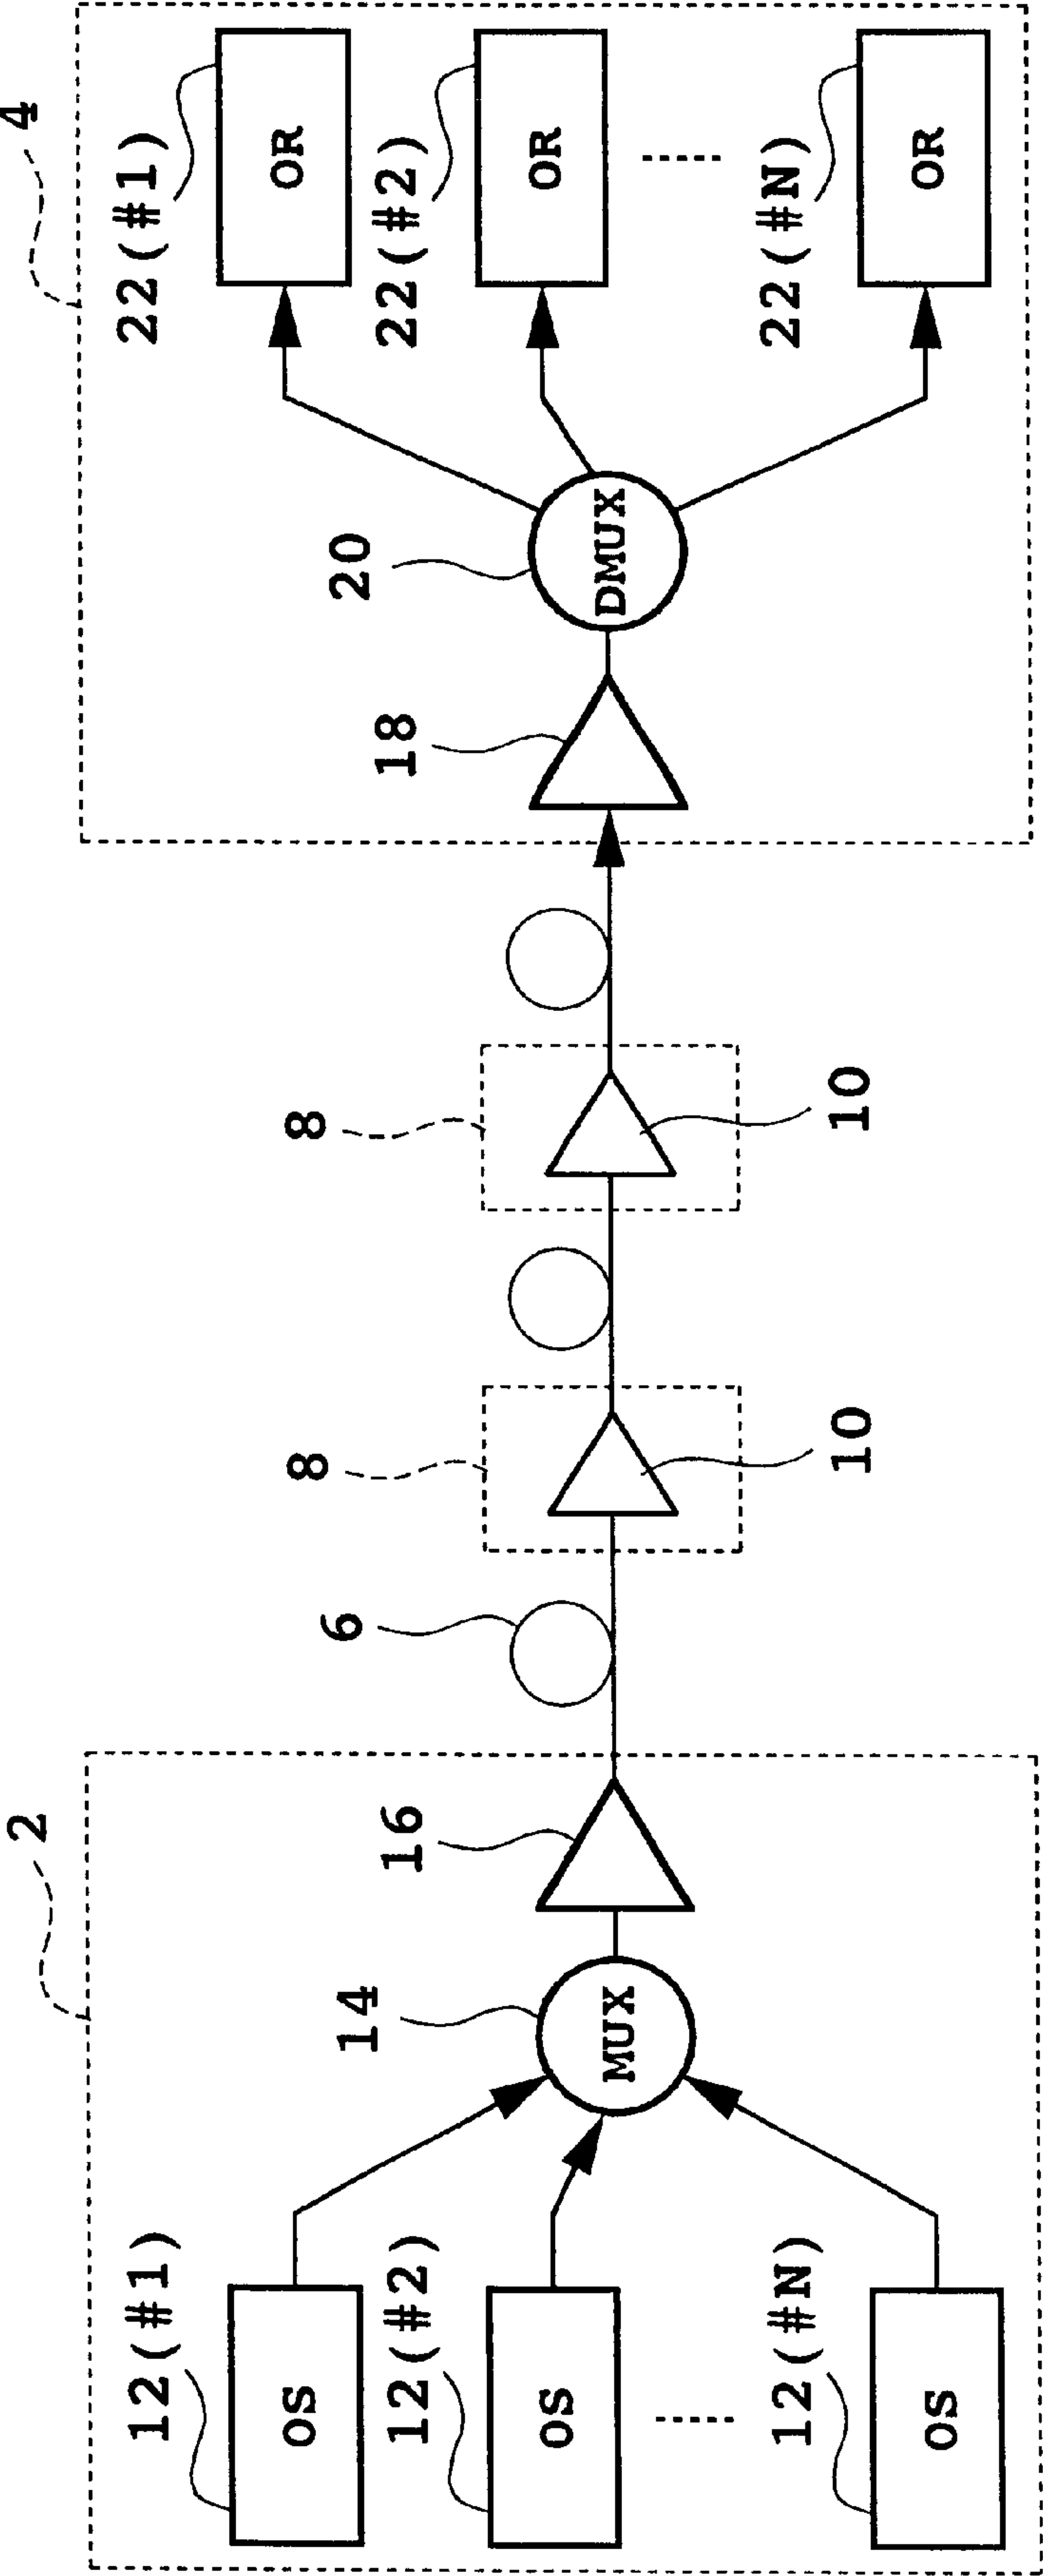 2
4
12(#1)
OS
12(#2)
OS
12(#N)
OS
14
MUX
16
6
8
10
8
10
18
20
DMUX
22(#1)
OR
22(#2)
OR
22(#N)
OR